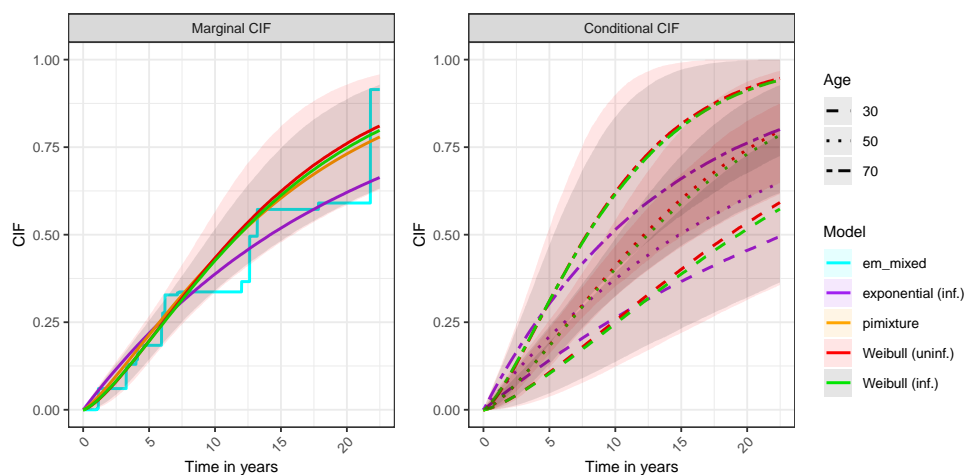 Marginal CIF
Conditional CIF
CIF
1.00
0.75
0.50
0.25
0.00
0
5
10
15
20
Time in years
CIF
1.00
0.75
0.50
0.25
0.00
0
5
10
15
20
Time in years
Age
30
50
70
Model
em_mixed
exponential (inf.)
pimixture
Weibull (uninf.)
Weibull (inf.)